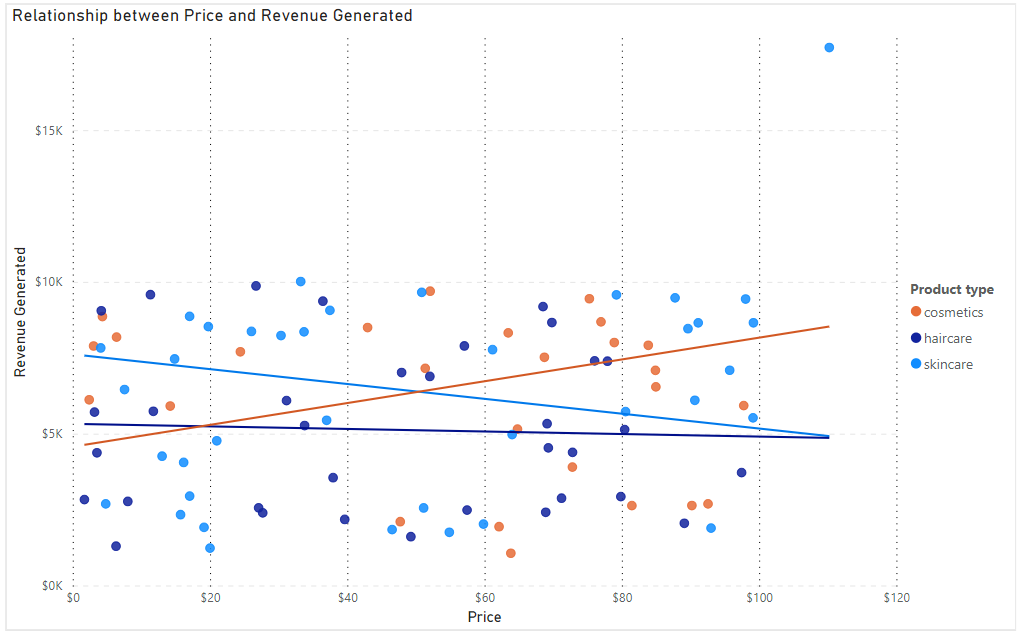 Relationship between Price and Revenue Generated
$15K
$10K
$5K
$0K
Revenue Generated
$0
$20
$40
$60
$80
$100
$120
Price
Product type
cosmetics
haircare
skincare